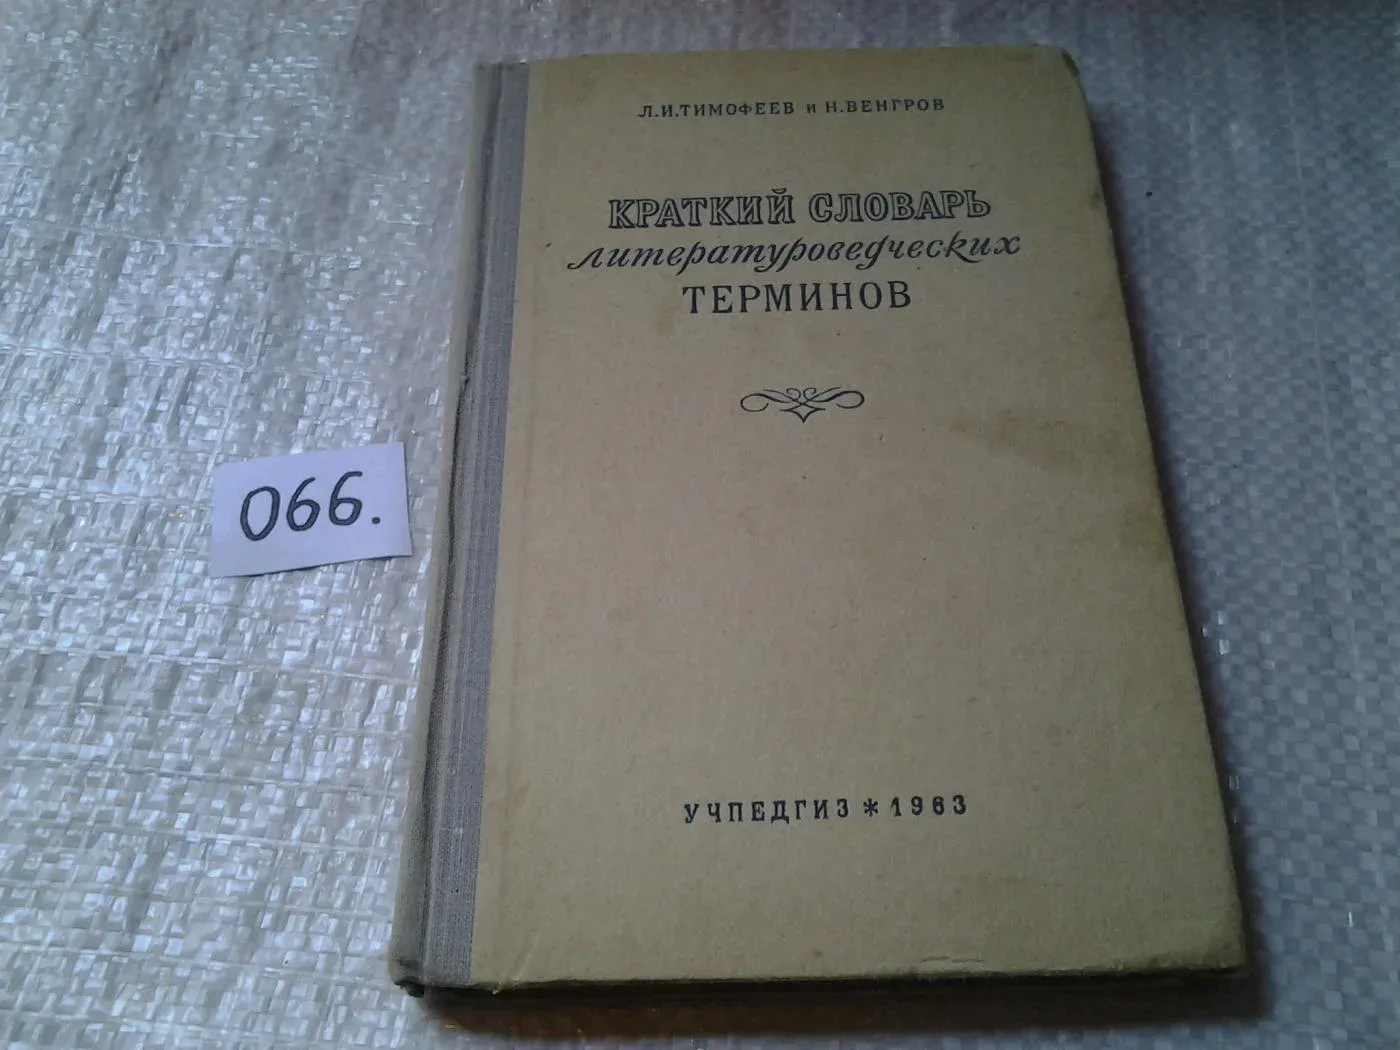 Л.И.ТИМОФЕЕВ и Н.ВЕНГРОВ
КРАТКИЙ СЛОВАРЬ
литературоведческих
ТЕРМИНОВ
066.
УЧПЕДГИЗ * 1963